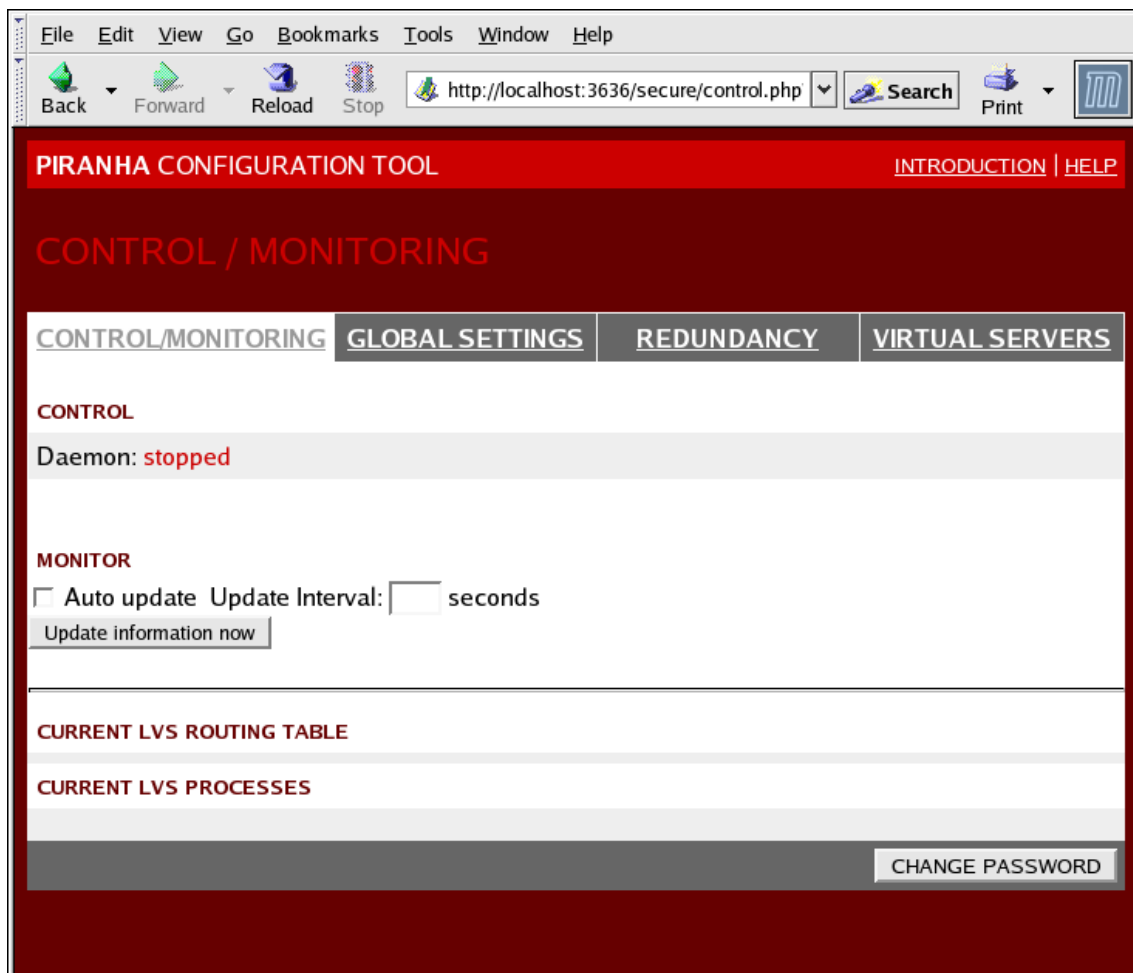 File Edit View Go Bookmarks Tools Window Help
Back Forward Reload Stop http://localhost:3636/secure/control.php Search Print
PIRANHA CONFIGURATION TOOL INTRODUCTION | HELP
CONTROL / MONITORING
CONTROL/MONITORING GLOBAL SETTINGS REDUNDANCY VIRTUAL SERVERS
CONTROL
Daemon: stopped
MONITOR
Auto update Update Interval: seconds
Update information now
CURRENT LVS ROUTING TABLE
CURRENT LVS PROCESSES
CHANGE PASSWORD